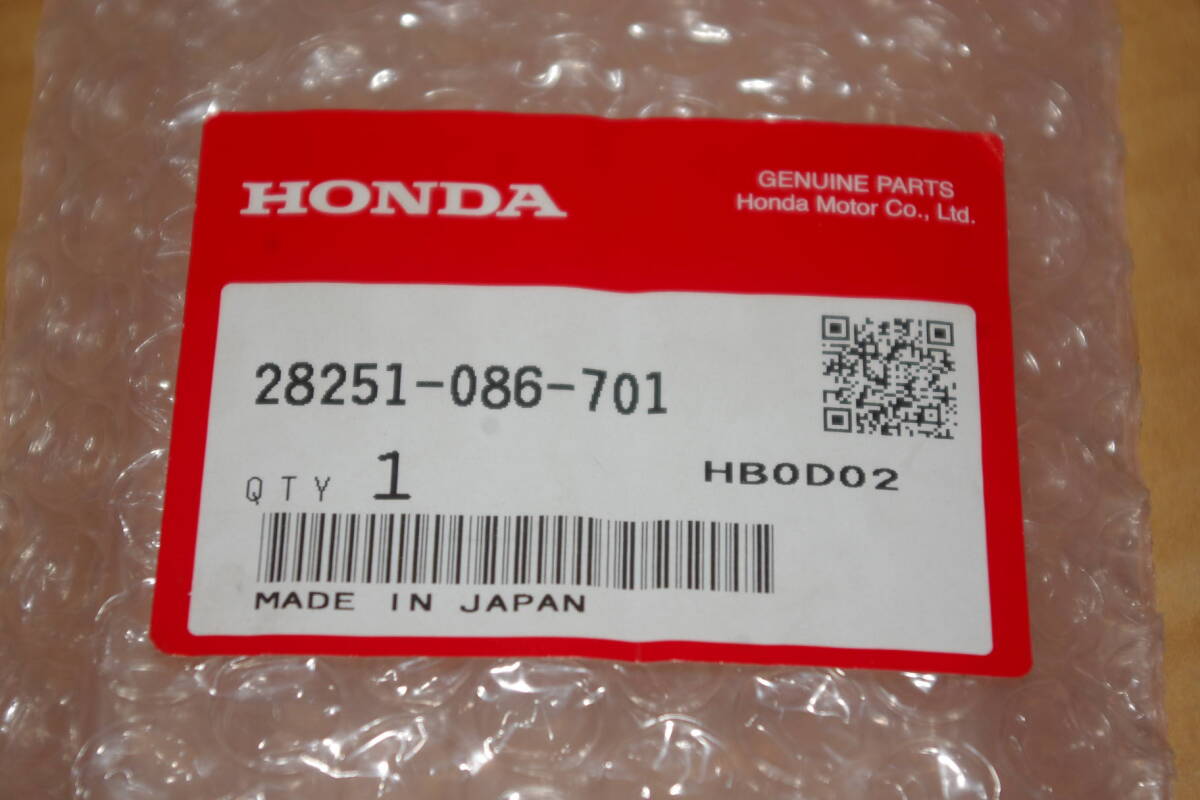 HONDA
GENUINE PARTS
Honda Motor Co., Ltd.
28251-086-701
QTY 1
HB0D02
MADE IN JAPAN